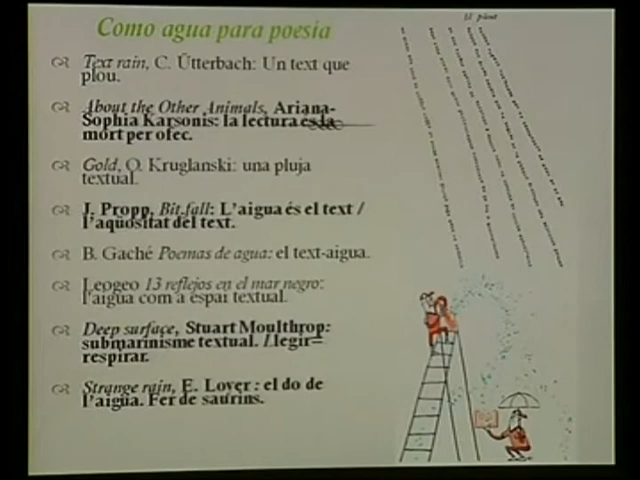 Como agua para poesía
Text rain, C. Ütterbach: Un text que
plou.
About the Other Animals, Ariana-
Sophia Karsonis: la lectura és la
mort per ofec.
Gold, O. Kruglanski: una pluja
textual.
J. Propp, Bit.fall: L'aigua és el text /
l'aquositat del text.
B. Gaché Poemas de agua: el text-aigua.
Leogeo 13 reflejos en el mar negro:
l'aigua com a espai textual.
Deep surface, Stuart Moulthrop:
submarinisme textual. Llegir=
respirar.
Strange rain, E. Loyer : el do de
l'aigua. Fer de saurins.
Il pleut